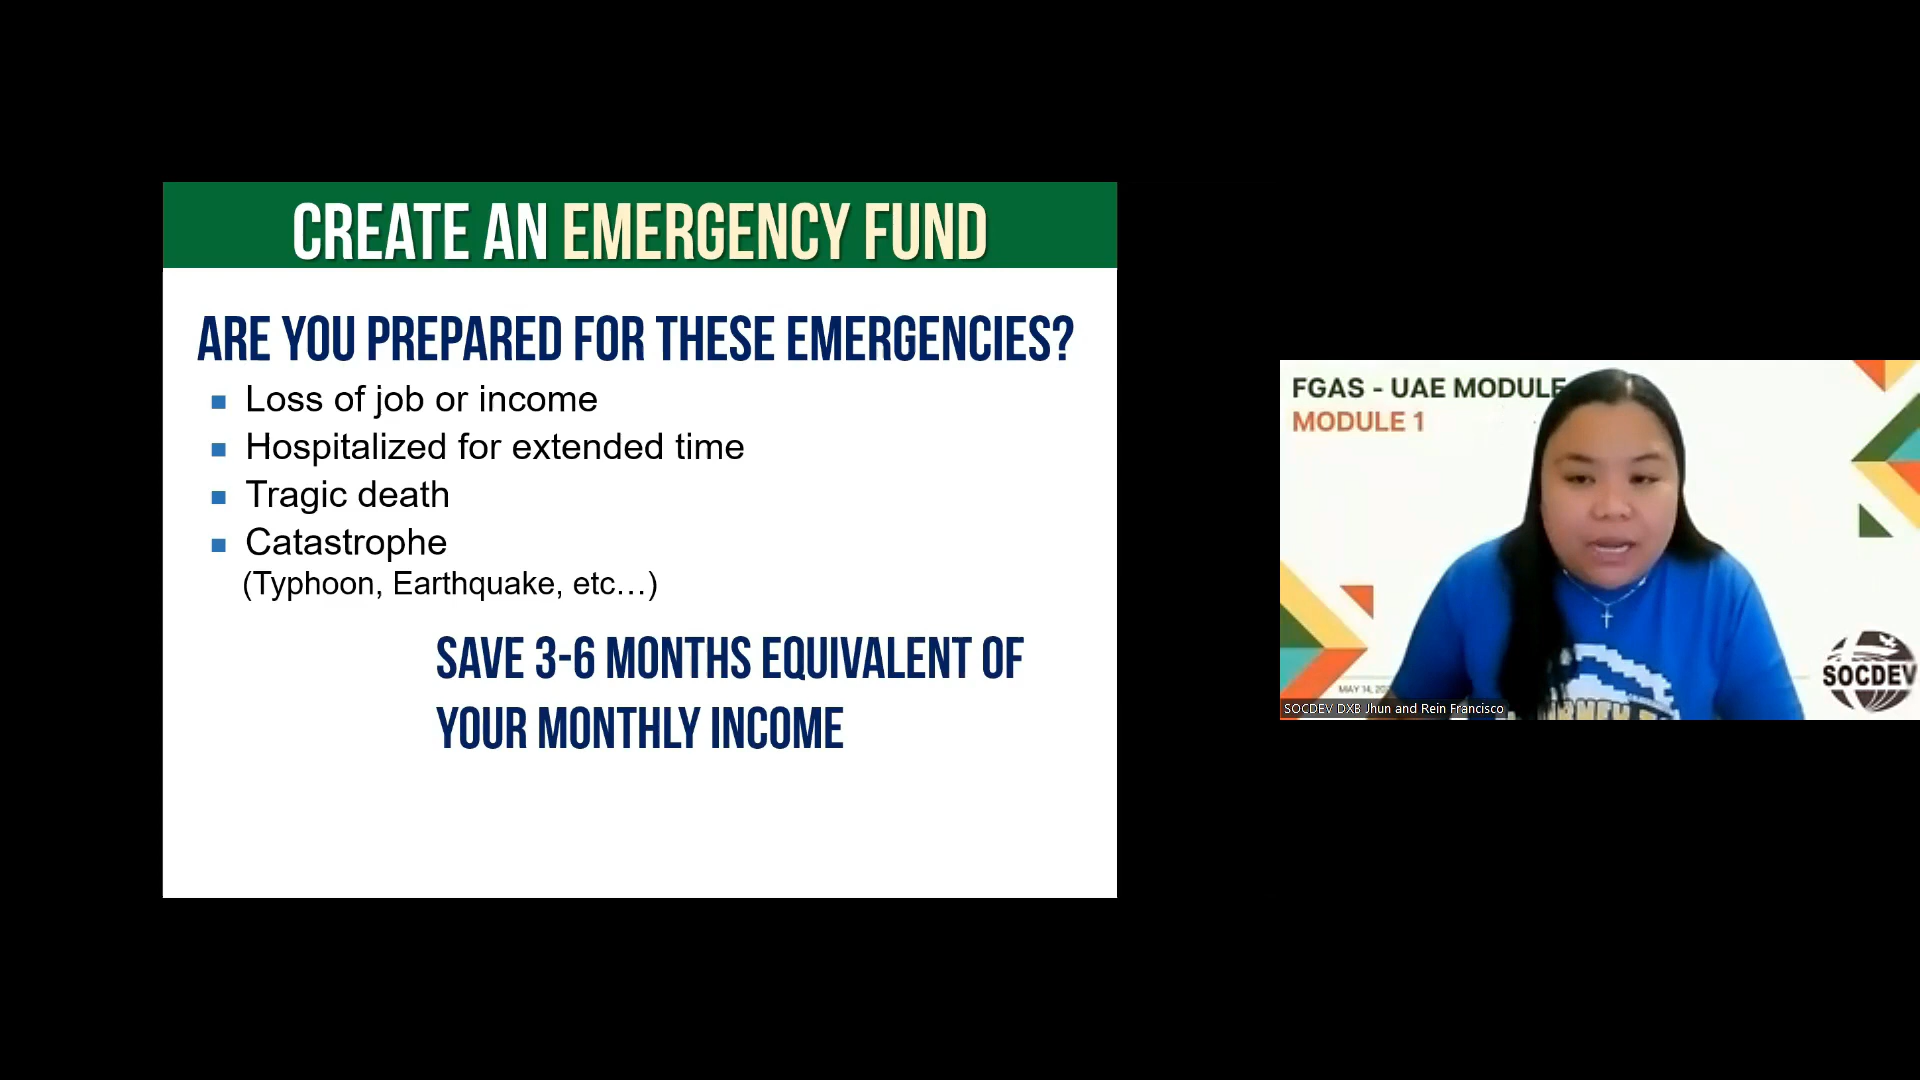 CREATE AN EMERGENCY FUND
ARE YOU PREPARED FOR THESE EMERGENCIES?
Loss of job or income
Hospitalized for extended time
Tragic death
Catastrophe
(Typhoon, Earthquake, etc…)
SAVE 3-6 MONTHS EQUIVALENT OF
YOUR MONTHLY INCOME
FGAS - UAE MODULE
MODULE 1
SOCDEV
MAY 14,
SOCDEV DXB Jhun and Rein Francisco